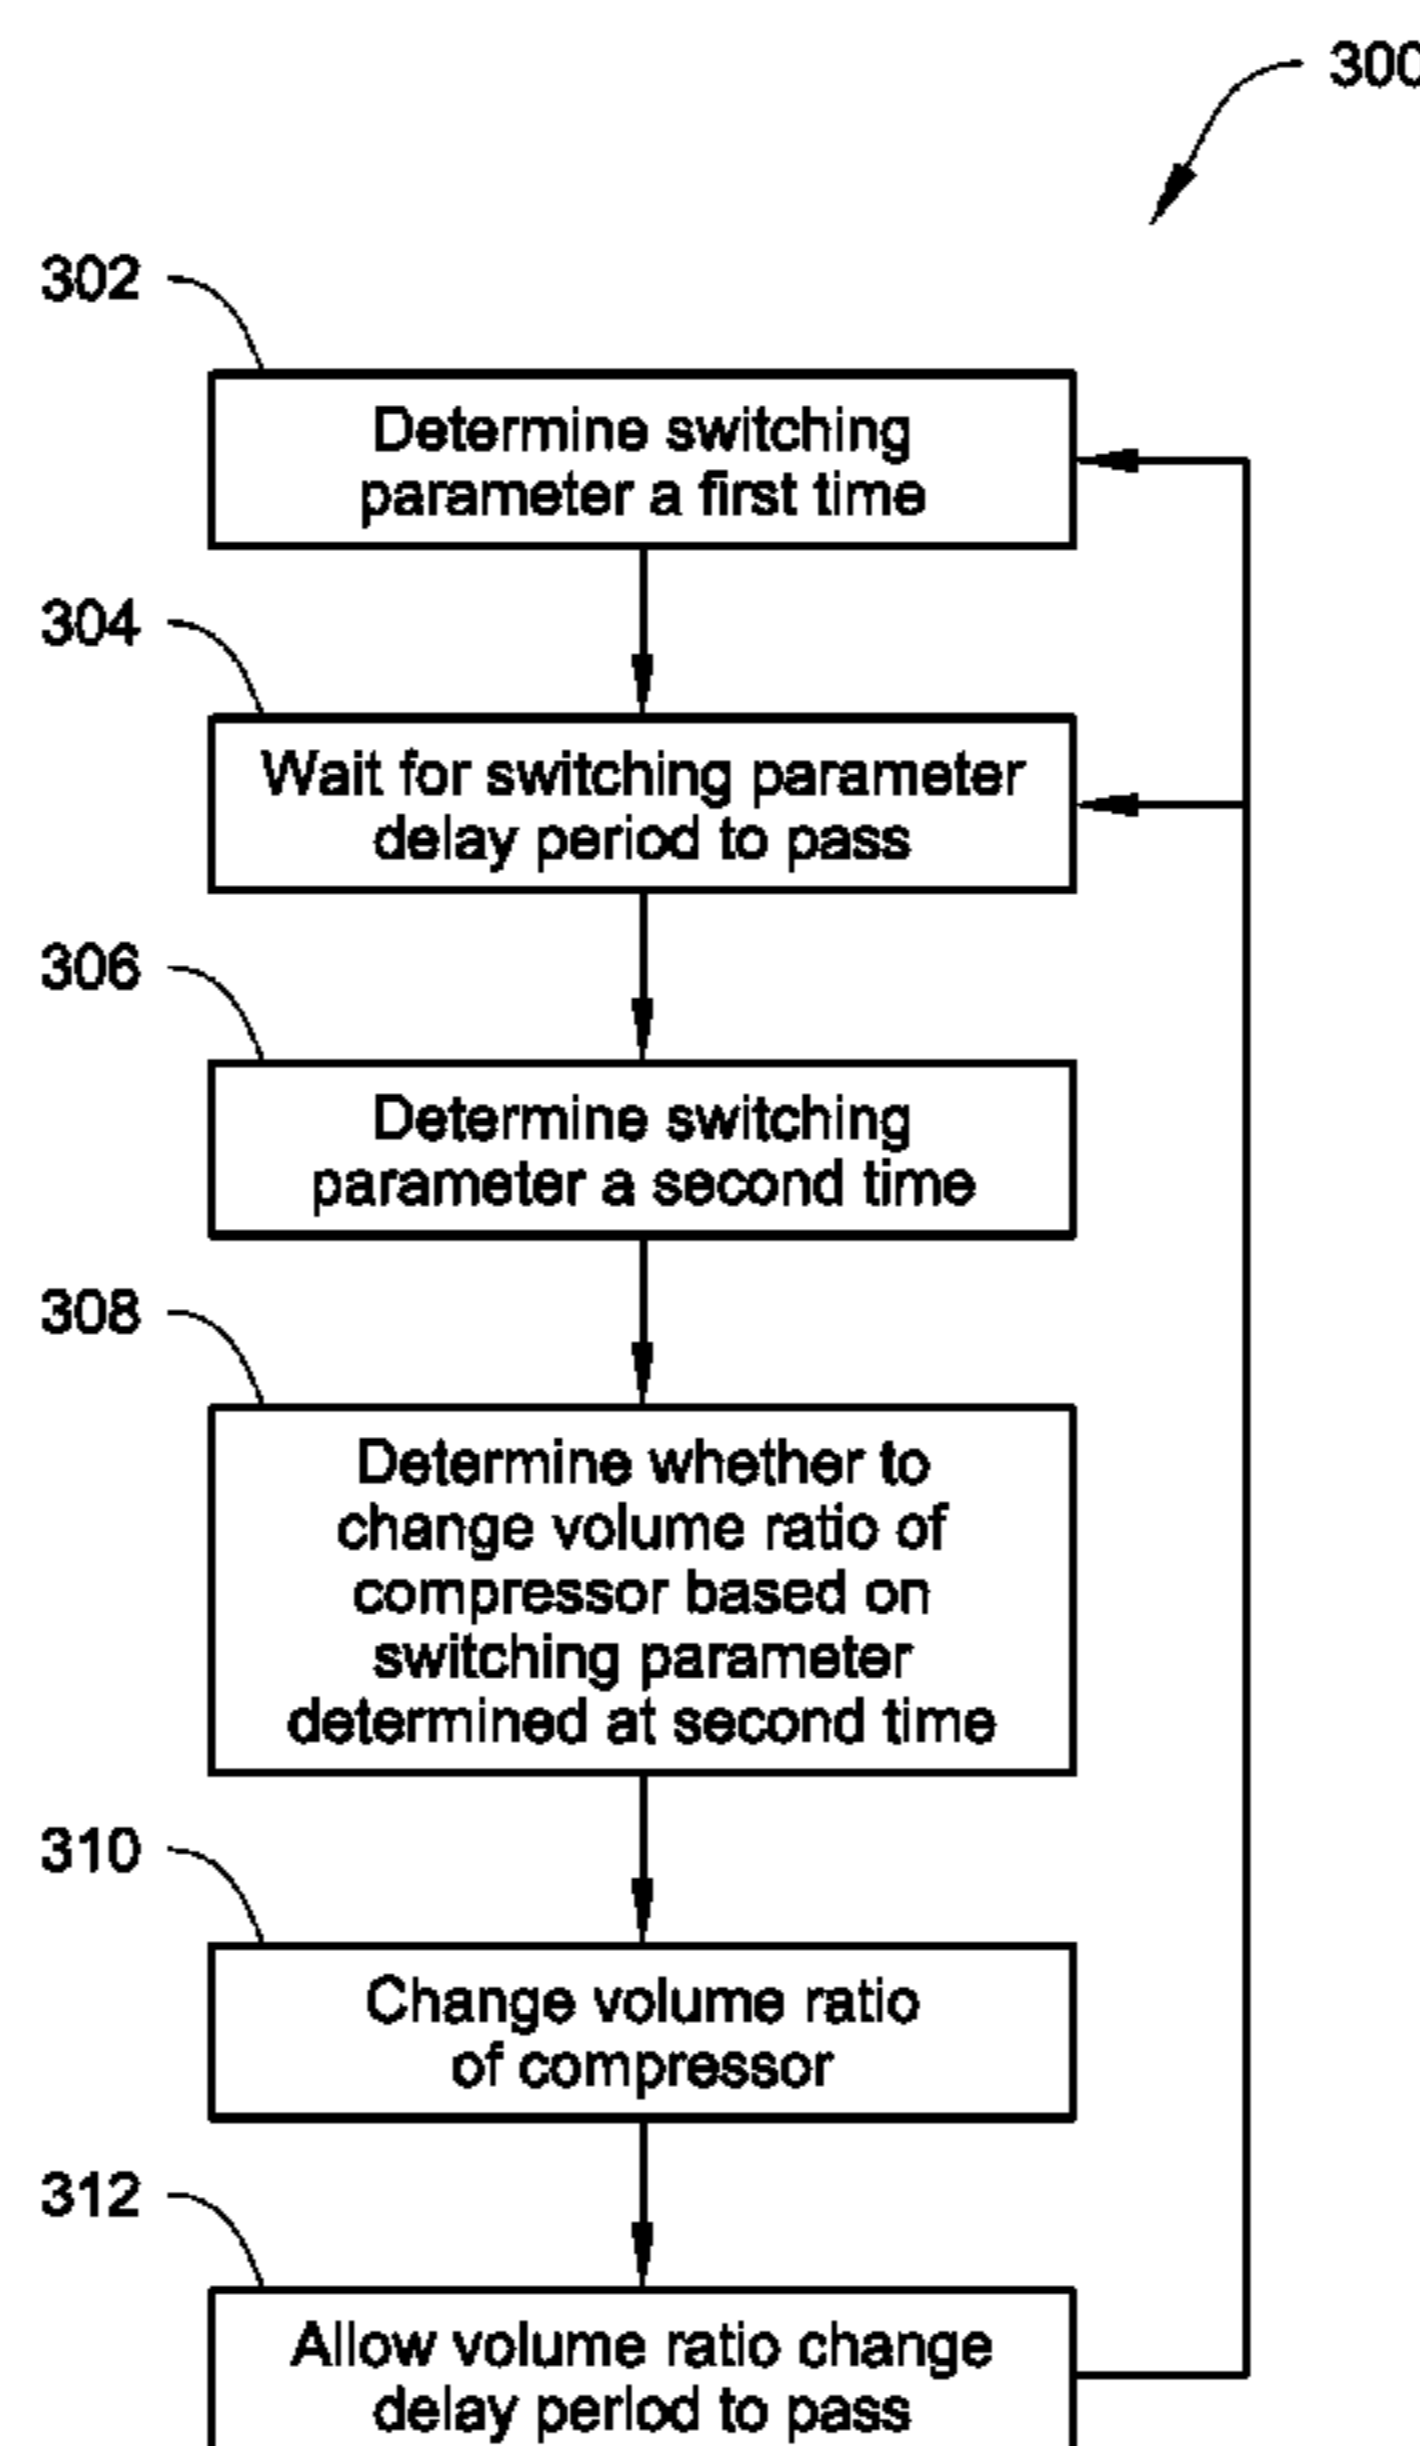 300
302
Determine switching
parameter a first time
304
Wait for switching parameter
delay period to pass
306
Determine switching
parameter a second time
308
Determine whether to
change volume ratio of
compressor based on
switching parameter
determined at second time
310
Change volume ratio
of compressor
312
Allow volume ratio change
delay period to pass